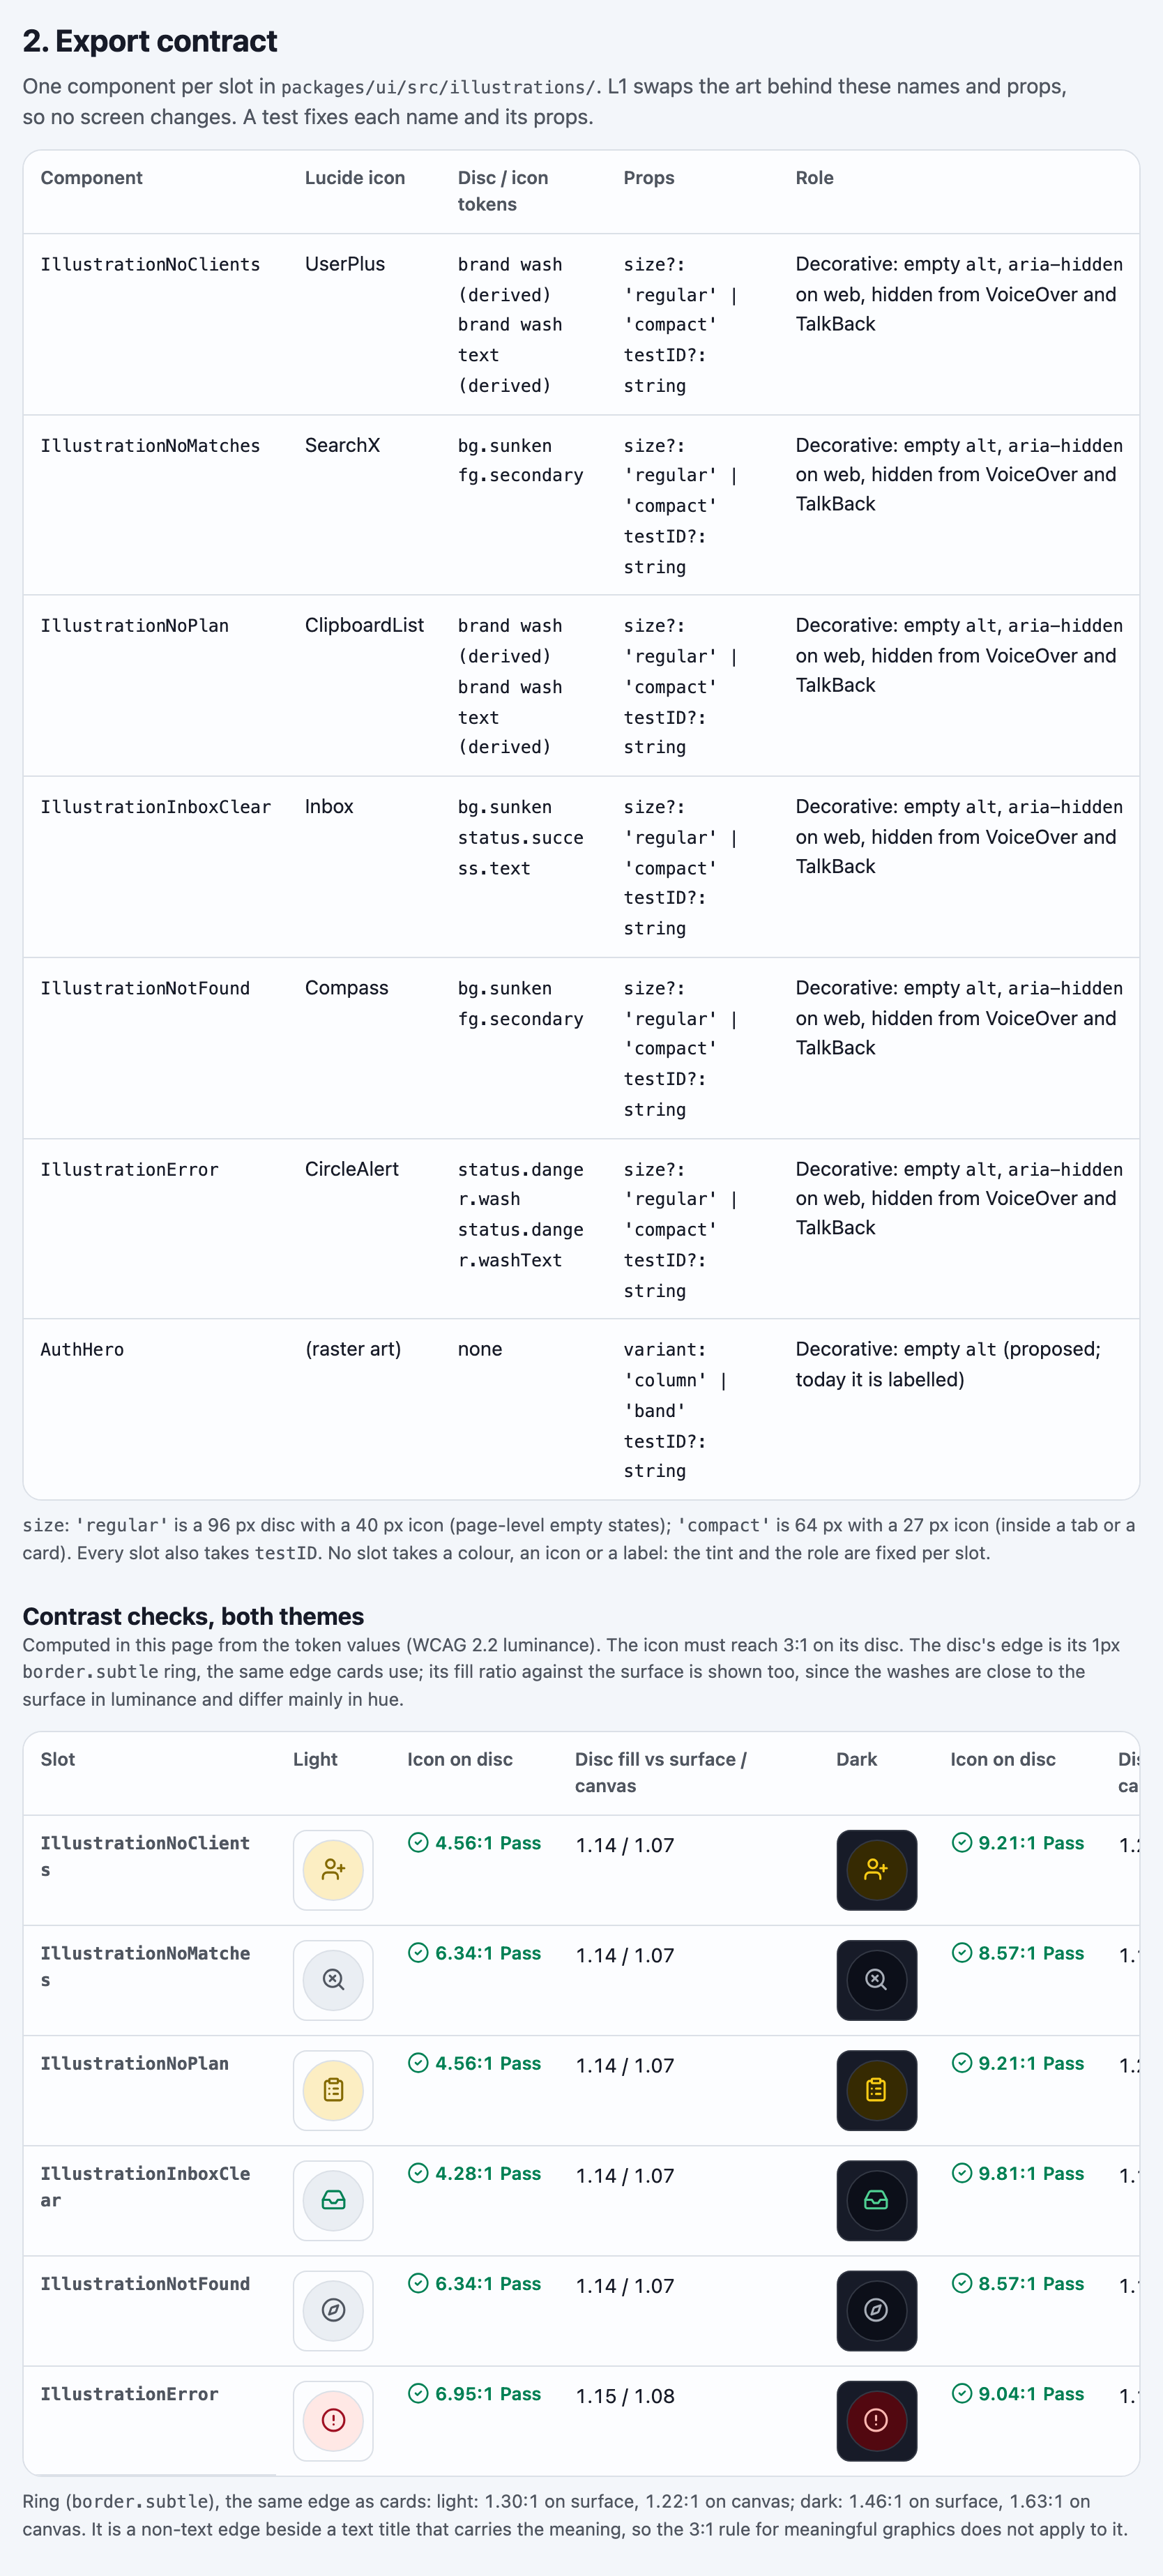 2. Export contract
One component per slot in packages/ui/src/illustrations/. L1 swaps the art behind these names and props,
so no screen changes. A test fixes each name and its props.
Component Lucide icon Disc / icon tokens Props Role
IllustrationNoClients UserPlus brand wash (derived) brand wash text (derived) size?: 'regular' | 'compact' testID?: string Decorative: empty alt, aria-hidden on web, hidden from VoiceOver and TalkBack
IllustrationNoMatches SearchX bg.sunken fg.secondary size?: 'regular' | 'compact' testID?: string Decorative: empty alt, aria-hidden on web, hidden from VoiceOver and TalkBack
IllustrationNoPlan ClipboardList brand wash (derived) brand wash text (derived) size?: 'regular' | 'compact' testID?: string Decorative: empty alt, aria-hidden on web, hidden from VoiceOver and TalkBack
IllustrationInboxClear Inbox bg.sunken status.success.text size?: 'regular' | 'compact' testID?: string Decorative: empty alt, aria-hidden on web, hidden from VoiceOver and TalkBack
IllustrationNotFound Compass bg.sunken fg.secondary size?: 'regular' | 'compact' testID?: string Decorative: empty alt, aria-hidden on web, hidden from VoiceOver and TalkBack
IllustrationError CircleAlert status.danger.wash status.danger.washText size?: 'regular' | 'compact' testID?: string Decorative: empty alt, aria-hidden on web, hidden from VoiceOver and TalkBack
AuthHero (raster art) none variant: 'column' | 'band' testID?: string Decorative: empty alt (proposed; today it is labelled)
size: 'regular' is a 96 px disc with a 40 px icon (page-level empty states); 'compact' is 64 px with a 27 px icon (inside a tab or a
card). Every slot also takes testID. No slot takes a colour, an icon or a label: the tint and the role are fixed per slot.
Contrast checks, both themes
Computed in this page from the token values (WCAG 2.2 luminance). The icon must reach 3:1 on its disc. The disc's edge is its 1px
border.subtle ring, the same edge cards use; its fill ratio against the surface is shown too, since the washes are close to the
surface in luminance and differ mainly in hue.
Slot Light Icon on disc Disc fill vs surface / canvas Dark Icon on disc
IllustrationNoClients 4.56:1 Pass 1.14 / 1.07 9.21:1 Pass
IllustrationNoMatches 6.34:1 Pass 1.14 / 1.07 8.57:1 Pass
IllustrationNoPlan 4.56:1 Pass 1.14 / 1.07 9.21:1 Pass
IllustrationInboxClear 4.28:1 Pass 1.14 / 1.07 9.81:1 Pass
IllustrationNotFound 6.34:1 Pass 1.14 / 1.07 8.57:1 Pass
IllustrationError 6.95:1 Pass 1.15 / 1.08 9.04:1 Pass
Ring (border.subtle), the same edge as cards: light: 1.30:1 on surface, 1.22:1 on canvas; dark: 1.46:1 on surface, 1.63:1 on
canvas. It is a non-text edge beside a text title that carries the meaning, so the 3:1 rule for meaningful graphics does not apply to it.